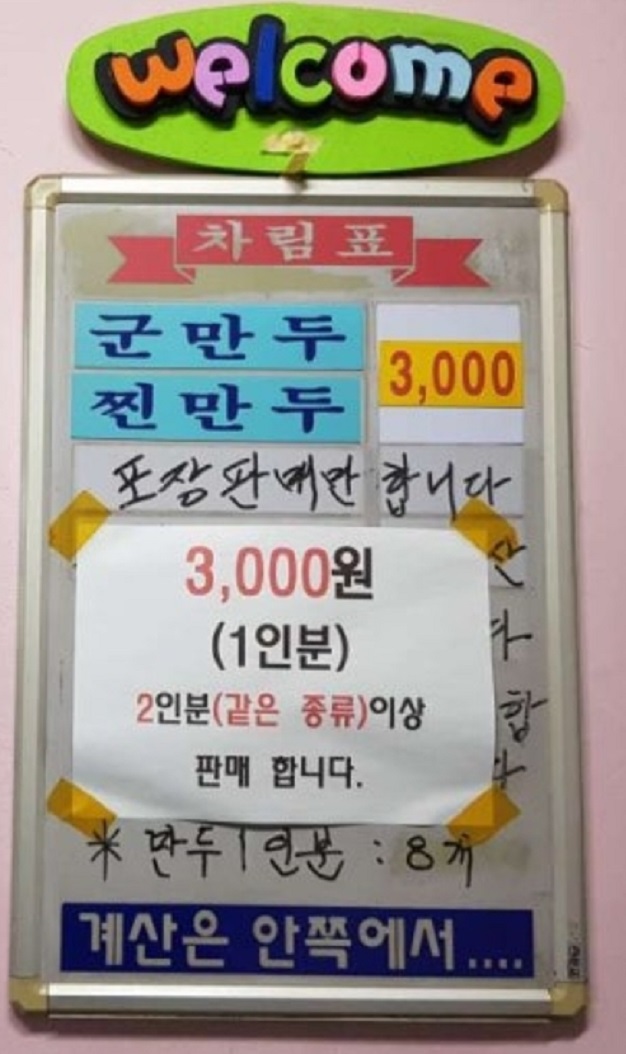 welcome
차림표
군만두
찐만두
3,000
포장판매만 합니다
3,000원
(1인분)
2인분(같은 종류)이상
판매 합니다.
※ 만두1인분 : 8개
계산은 안쪽에서....